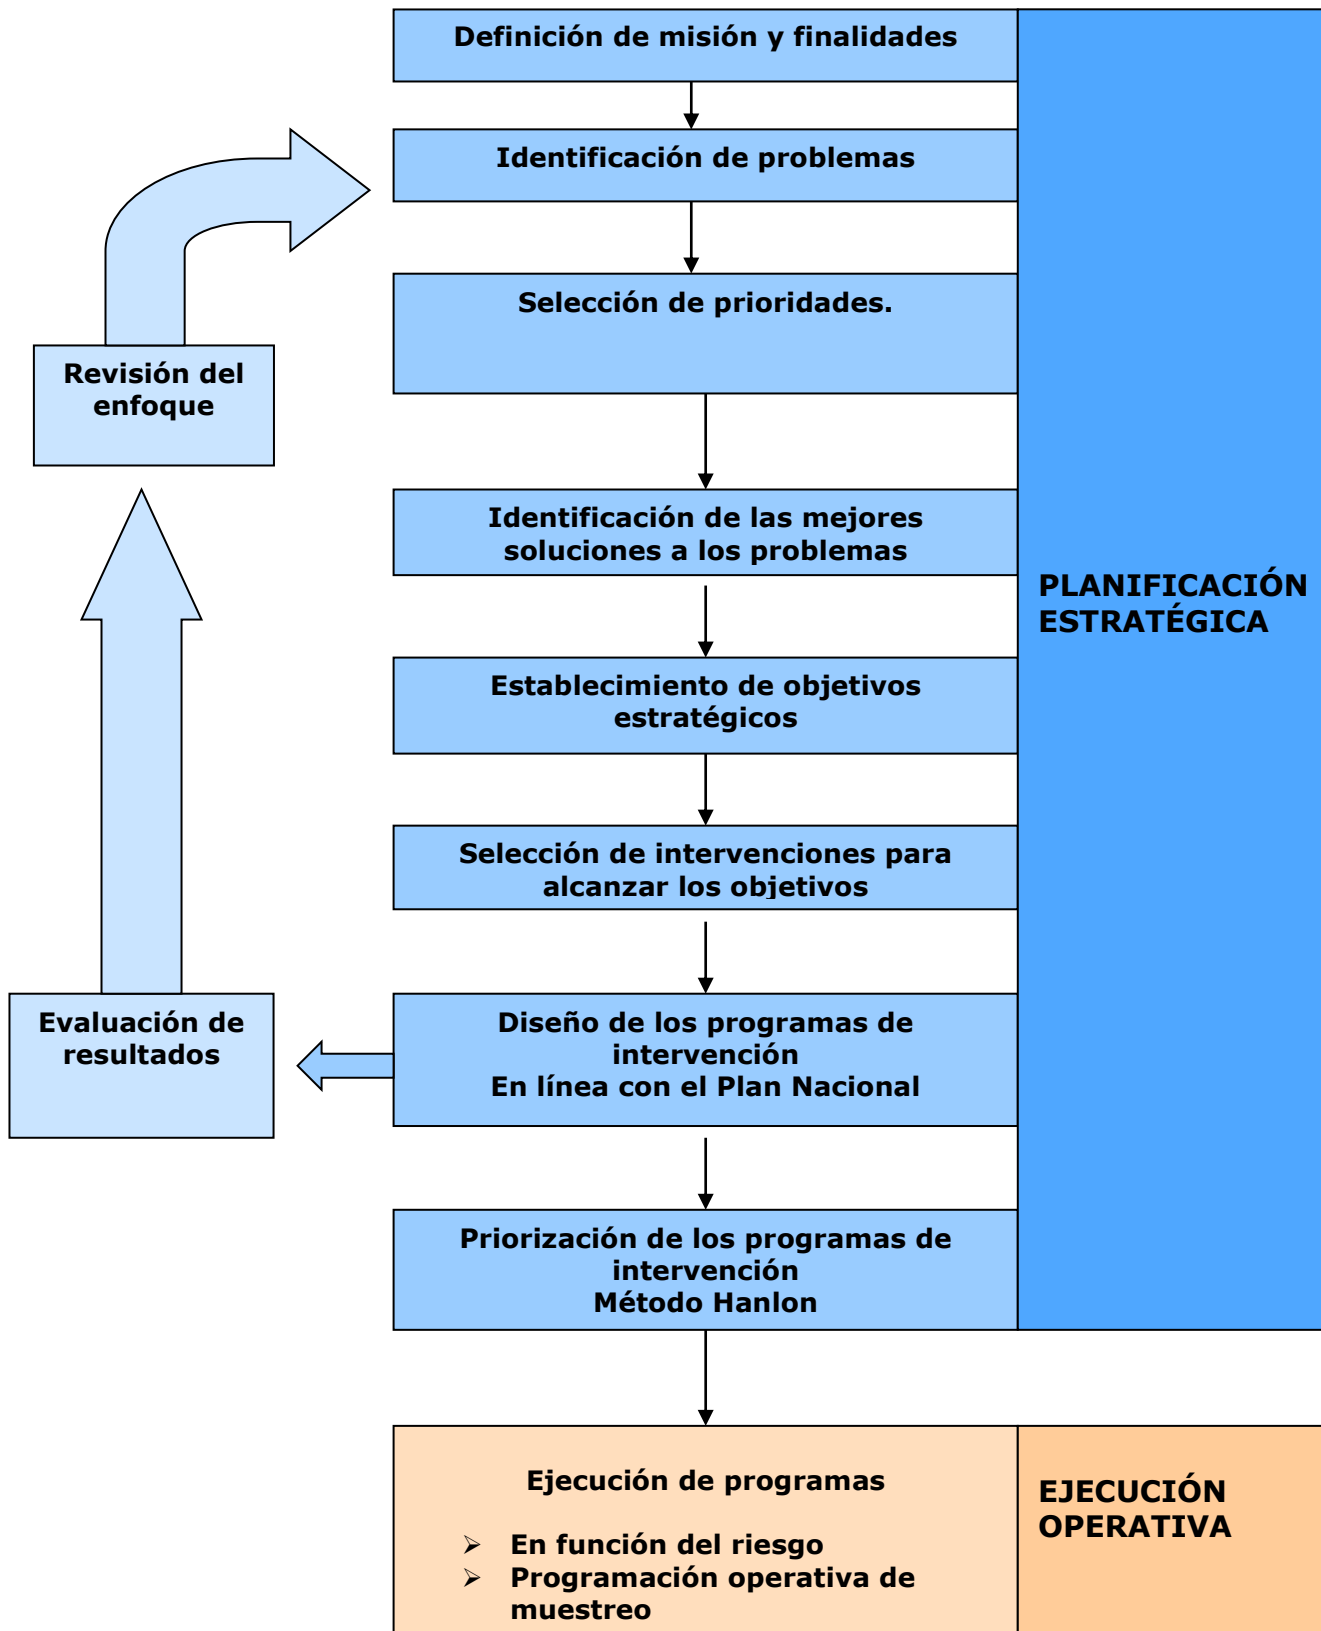 Definición de misión y finalidades
Identificación de problemas
Selección de prioridades.
Revisión del
enfoque
Identificación de las mejores
soluciones a los problemas
PLANIFICACIÓN
ESTRATÉGICA
Establecimiento de objetivos
estratégicos
Selección de intervenciones para
alcanzar los objetivos
Evaluación de
resultados
Diseño de los programas de
intervención
En línea con el Plan Nacional
Priorización de los programas de
intervención
Método Hanlon
Ejecución de programas
➢ En función del riesgo
➢ Programación operativa de
muestreo
EJECUCIÓN
OPERATIVA